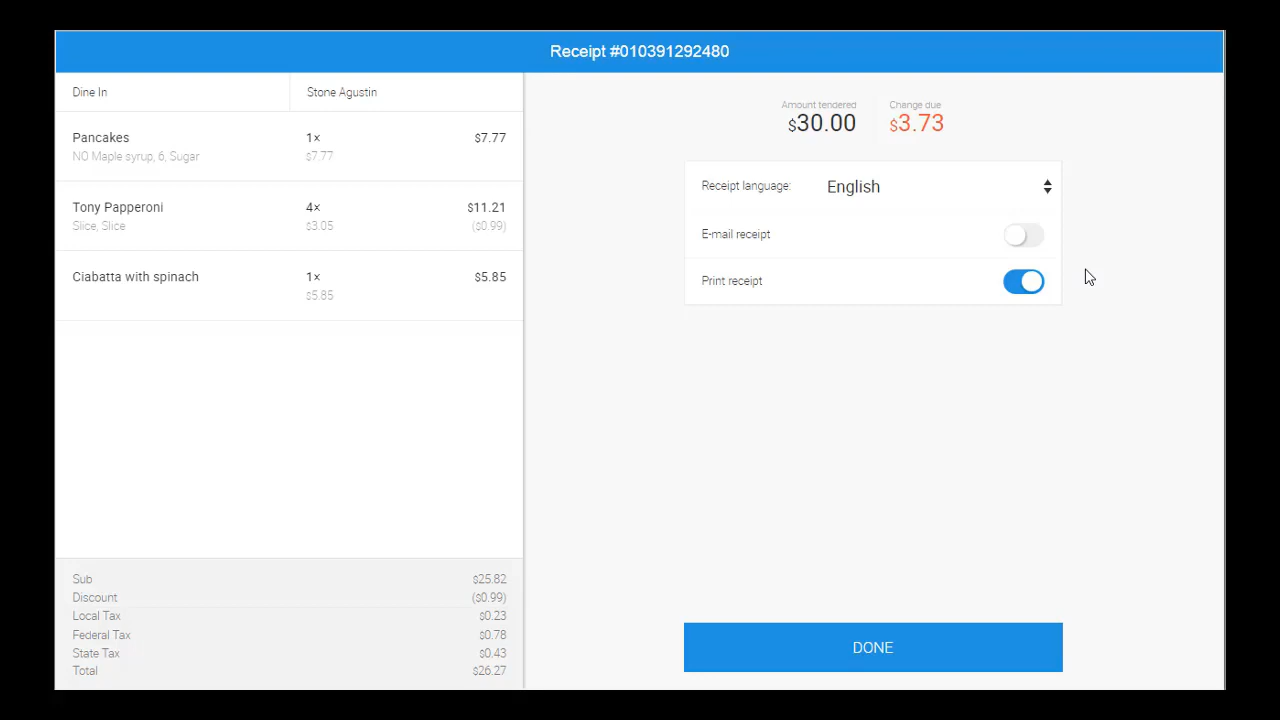 Receipt #010391292480
Dine In Stone Agustin
Pancakes 1× $7.77
NO Maple syrup, 6, Sugar $7.77
Tony Papperoni 4× $11.21
Slice, Slice $3.05 ($0.99)
Ciabatta with spinach 1× $5.85
$5.85
Sub $25.82
Discount ($0.99)
Local Tax $0.23
Federal Tax $0.78
State Tax $0.43
Total $26.27
Amount tendered Change due
$30.00 $3.73
Receipt language: English
E-mail receipt
Print receipt
DONE